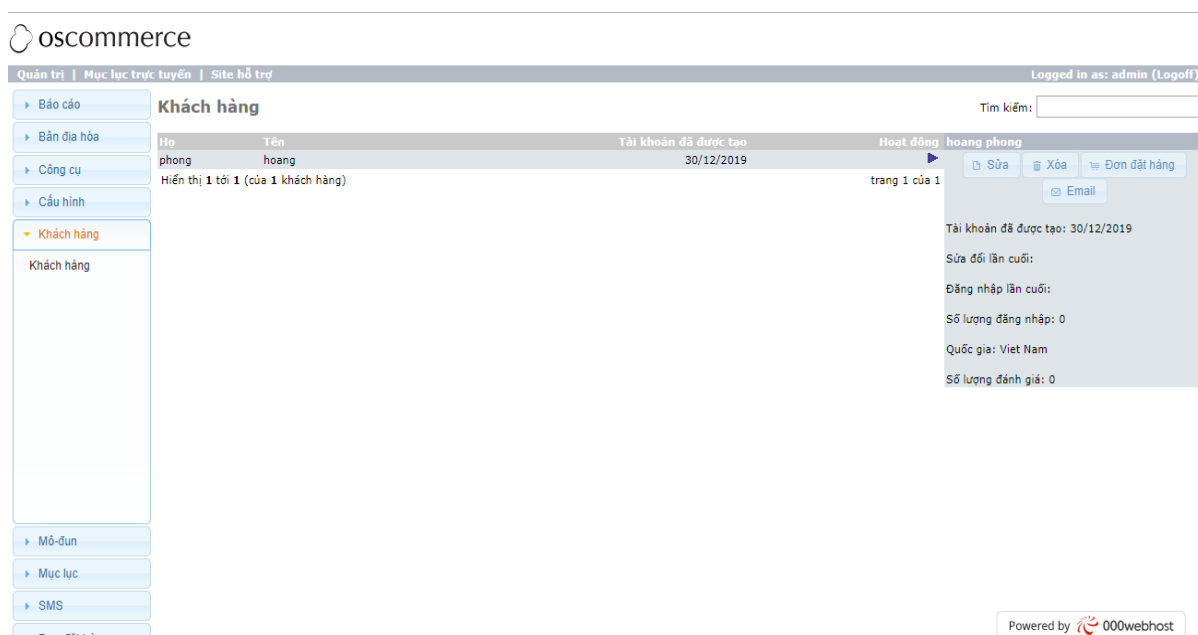 oscommerce
Quản trị | Mục lục trực tuyến | Site hỗ trợ
Logged in as: admin (Logoff)
Báo cáo
Bản địa hóa
Công cụ
Cấu hình
Khách hàng
Khách hàng
Mô-đun
Mục lục
SMS
Khách hàng
Tìm kiếm:
Họ Tên Tài khoản đã được tạo Hoạt động
phong hoang 30/12/2019
Hiển thị 1 tới 1 (của 1 khách hàng) trang 1 của 1
hoang phong
Sửa Xóa Đơn đặt hàng
Email
Tài khoản đã được tạo: 30/12/2019
Sửa đổi lần cuối:
Đăng nhập lần cuối:
Số lượng đăng nhập: 0
Quốc gia: Viet Nam
Số lượng đánh giá: 0
Powered by 000webhost